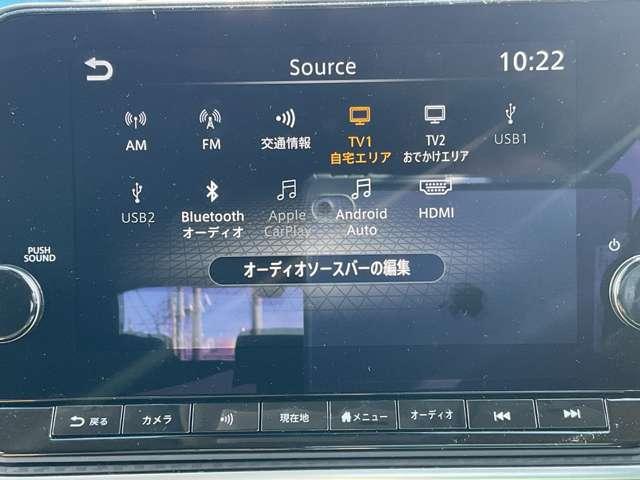 Source
10:22
AM
FM
交通情報
TV1
自宅エリア
TV2
おでかけエリア
USB1
USB2
Bluetooth
オーディオ
Apple
CarPlay
Android
Auto
HDMI
オーディオソースバーの編集
PUSH
SOUND
戻る
カメラ
現在地
メニュー
オーディオ